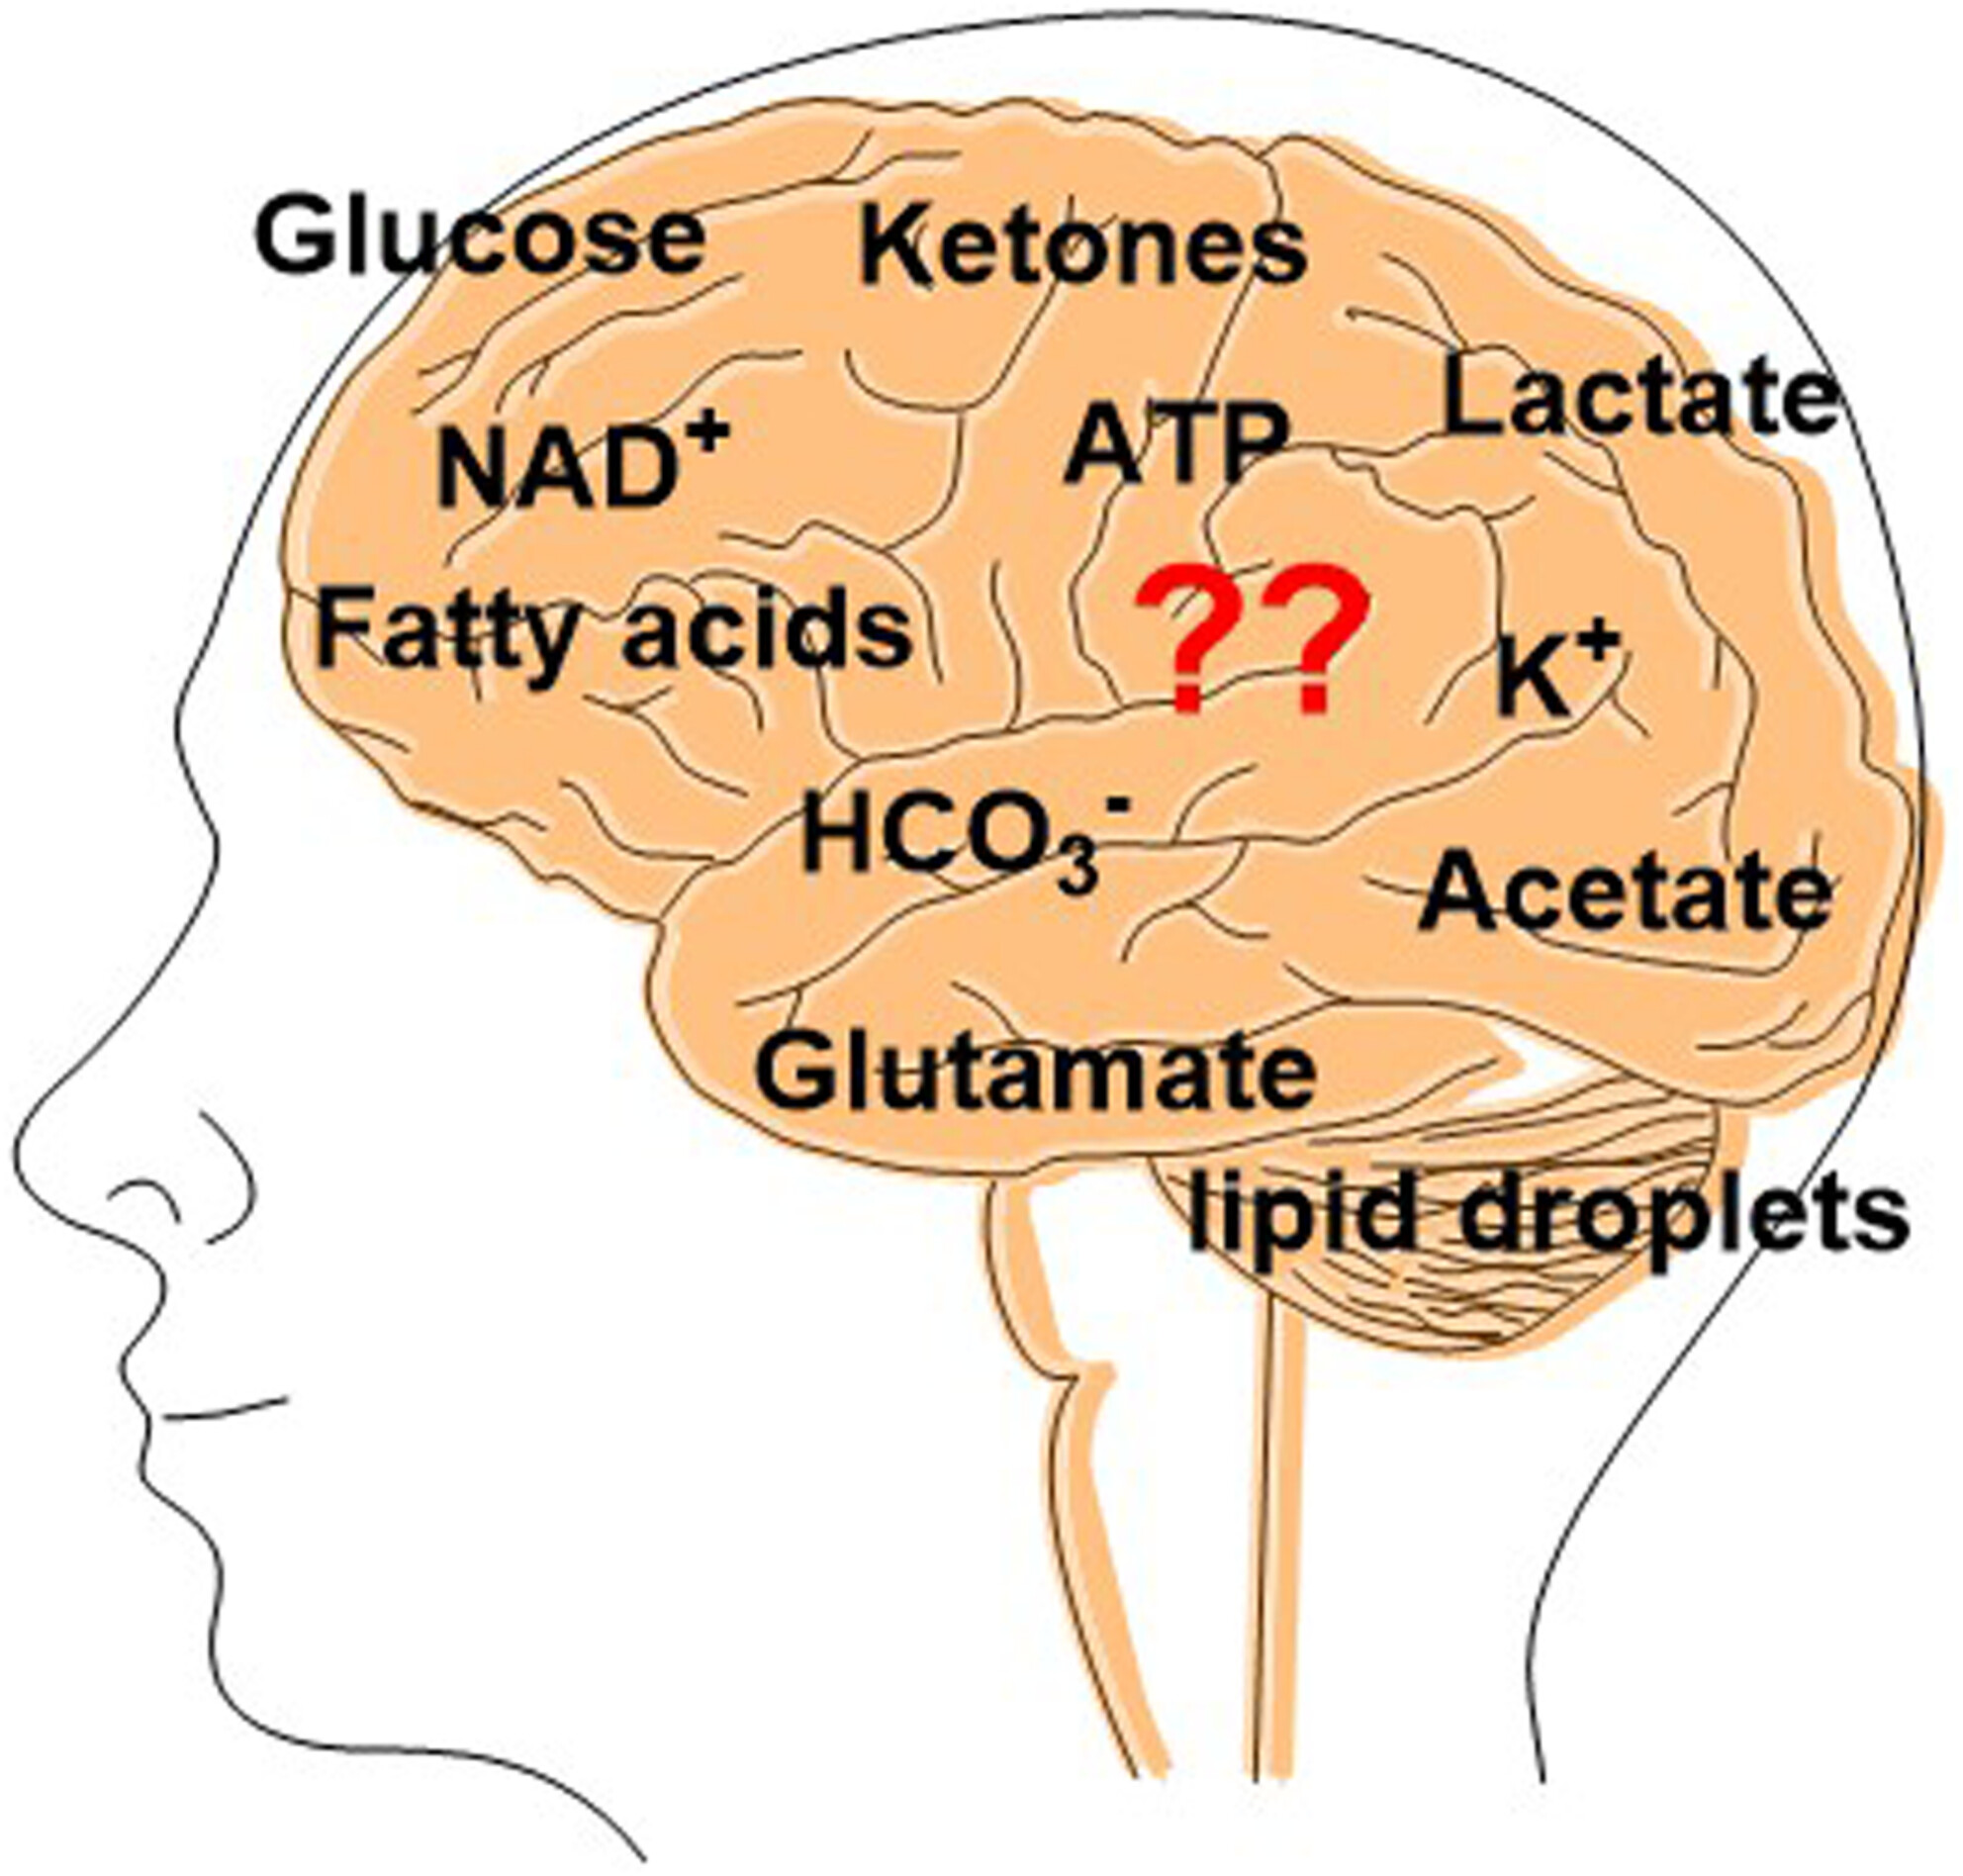 Glucose
Ketones
Lactate
NAD⁺
ATP
Fatty acids
??
K⁺
HCO₃⁻
Acetate
Glutamate
lipid droplets